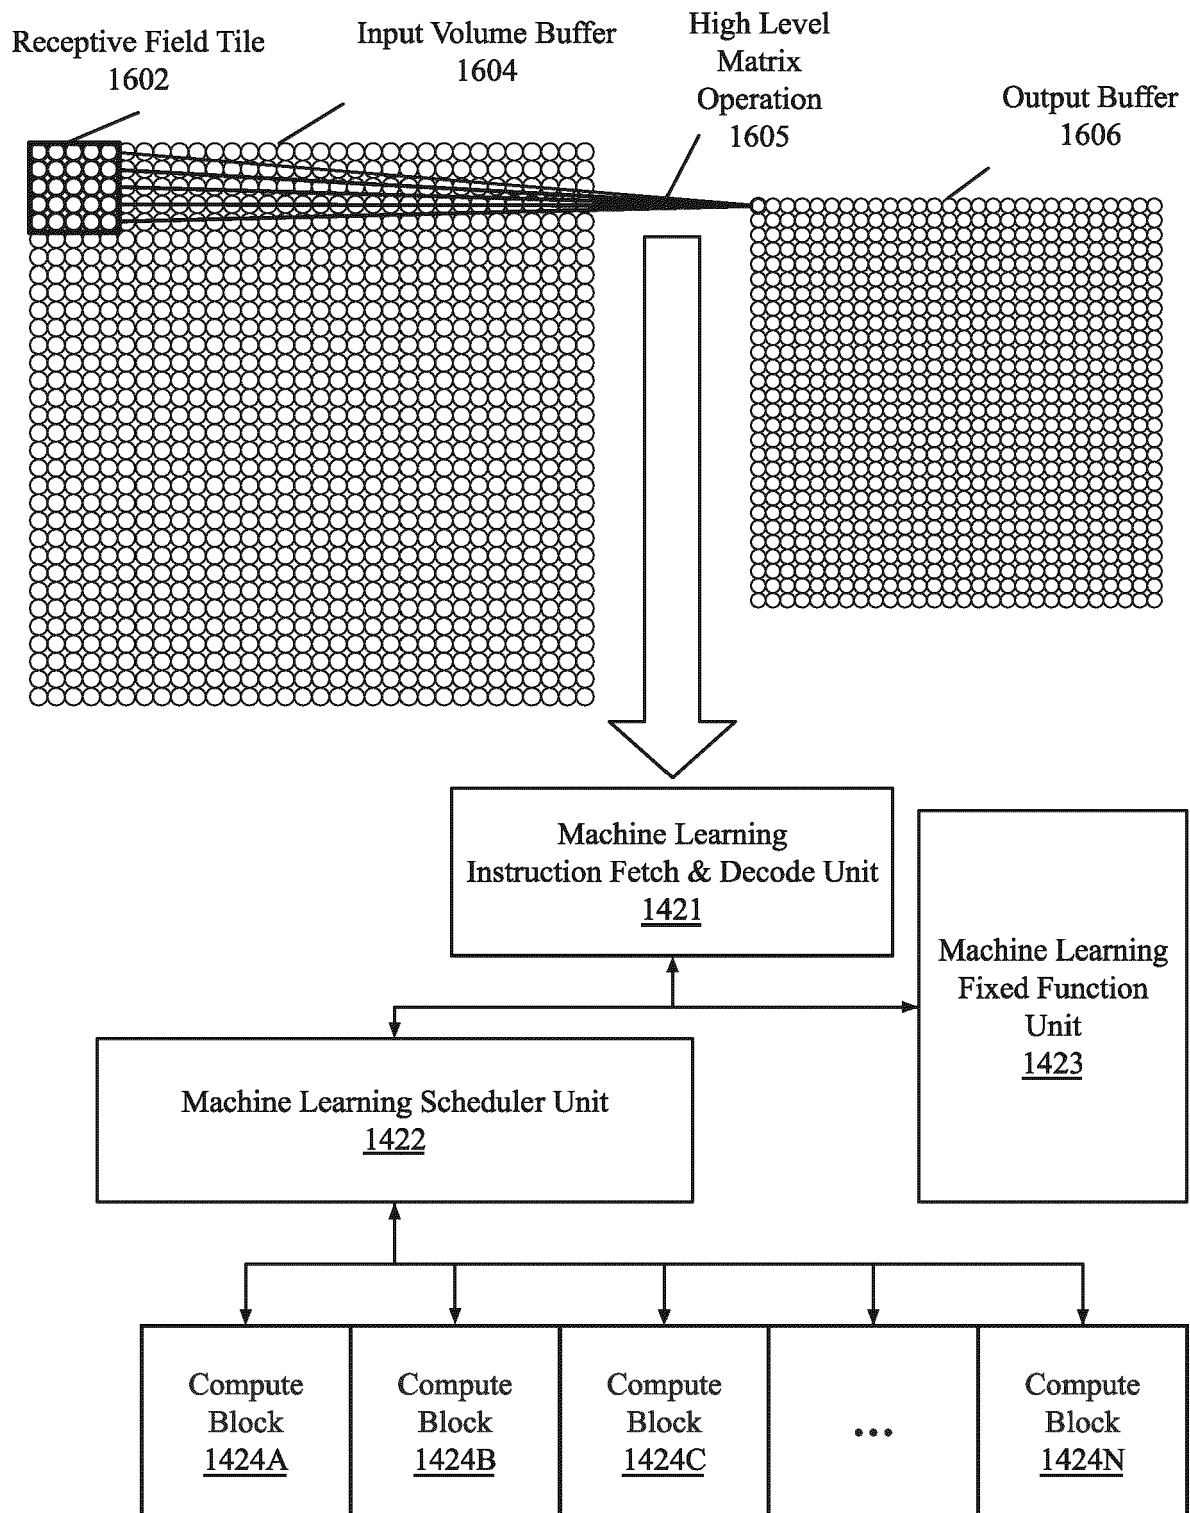 Receptive Field Tile
1602
Input Volume Buffer
1604
High Level
Matrix
Operation
1605
Output Buffer
1606
Machine Learning
Instruction Fetch & Decode Unit
1421
Machine Learning
Fixed Function
Unit
1423
Machine Learning Scheduler Unit
1422
Compute
Block
1424A
Compute
Block
1424B
Compute
Block
1424C
...
Compute
Block
1424N